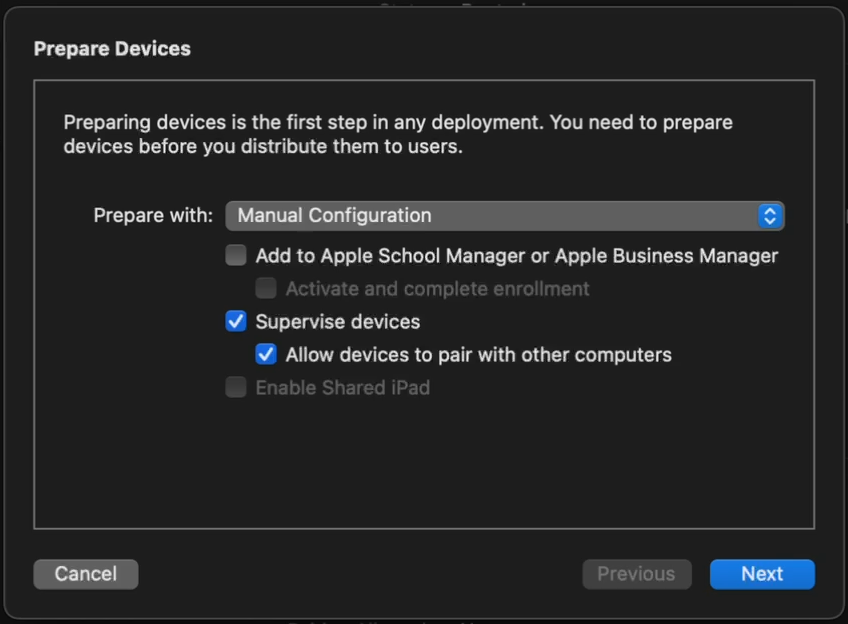 Prepare Devices
Preparing devices is the first step in any deployment. You need to prepare
devices before you distribute them to users.
Prepare with: Manual Configuration
Add to Apple School Manager or Apple Business Manager
Activate and complete enrollment
Supervise devices
Allow devices to pair with other computers
Enable Shared iPad
Cancel Previous Next